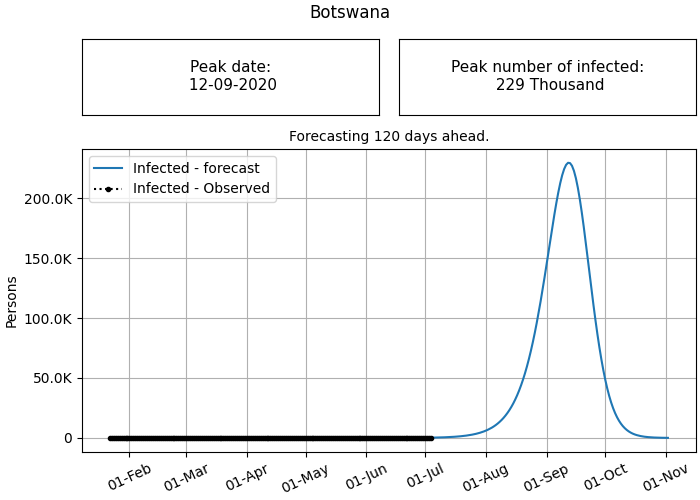 Botswana
Peak date:
12-09-2020
Peak number of infected:
229 Thousand
Forecasting 120 days ahead.
Infected - forecast
Infected - Observed
Persons
200.0K
150.0K
100.0K
50.0K
0
01-Feb
01-Mar
01-Apr
01-May
01-Jun
01-Jul
01-Aug
01-Sep
01-Oct
01-Nov